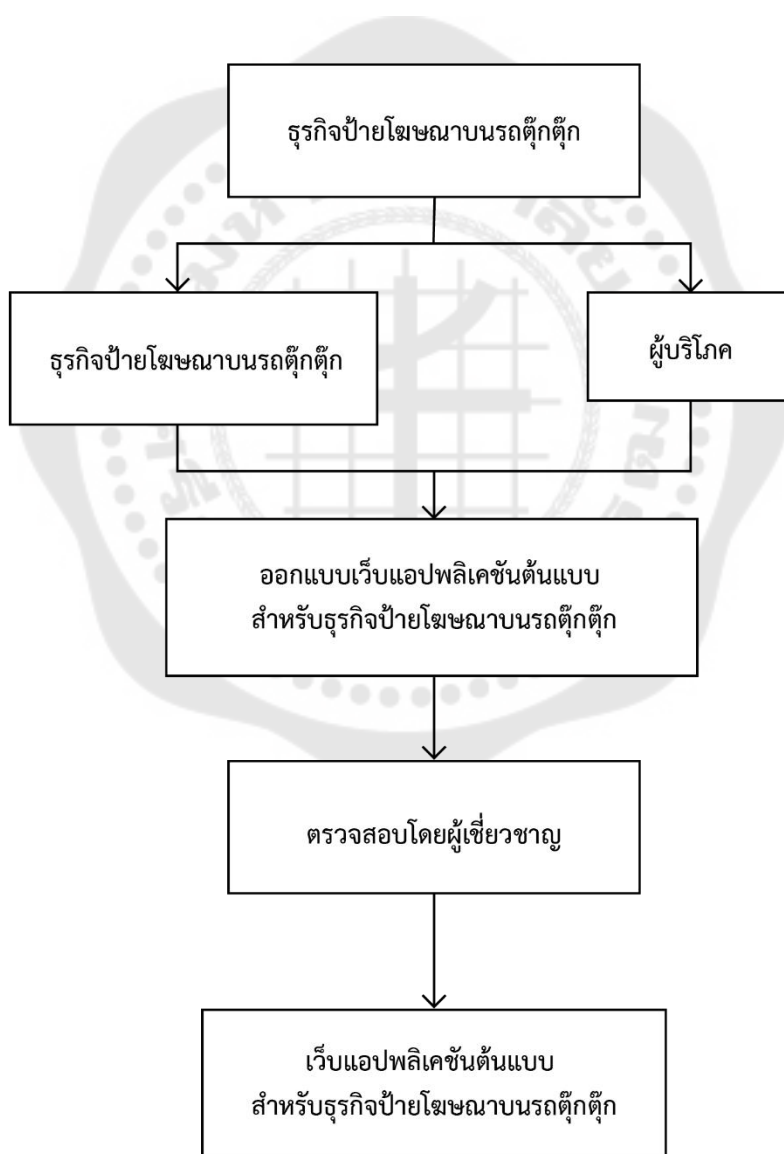 ธุรกิจป้ายโฆษณาบนรถตุ๊กตุ๊ก
ธุรกิจป้ายโฆษณาบนรถตุ๊กตุ๊ก
ผู้บริโภค
ออกแบบเว็บแอปพลิเคชันต้นแบบ
สำหรับธุรกิจป้ายโฆษณาบนรถตุ๊กตุ๊ก
ตรวจสอบโดยผู้เชี่ยวชาญ
เว็บแอปพลิเคชันต้นแบบ
สำหรับธุรกิจป้ายโฆษณาบนรถตุ๊กตุ๊ก